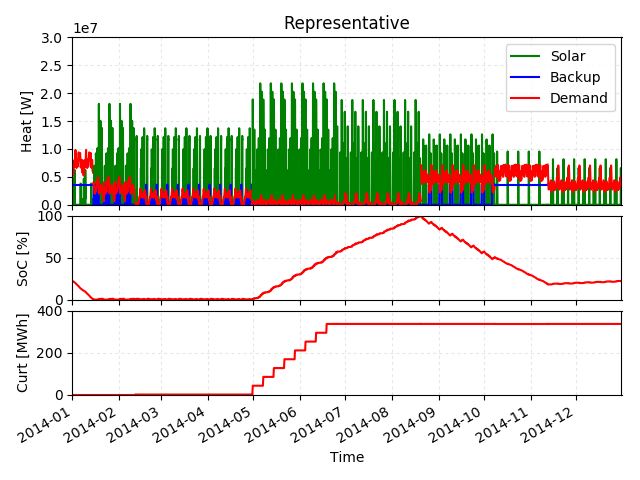 Representative
1e7
3.0
2.5
2.0
1.5
1.0
0.5
0.0
Heat [W]
Solar
Backup
Demand
100
50
0
SoC [%]
400
200
0
Curt [MWh]
2014-01
2014-02
2014-03
2014-04
2014-05
2014-06
2014-07
2014-08
2014-09
2014-10
2014-11
2014-12
Time